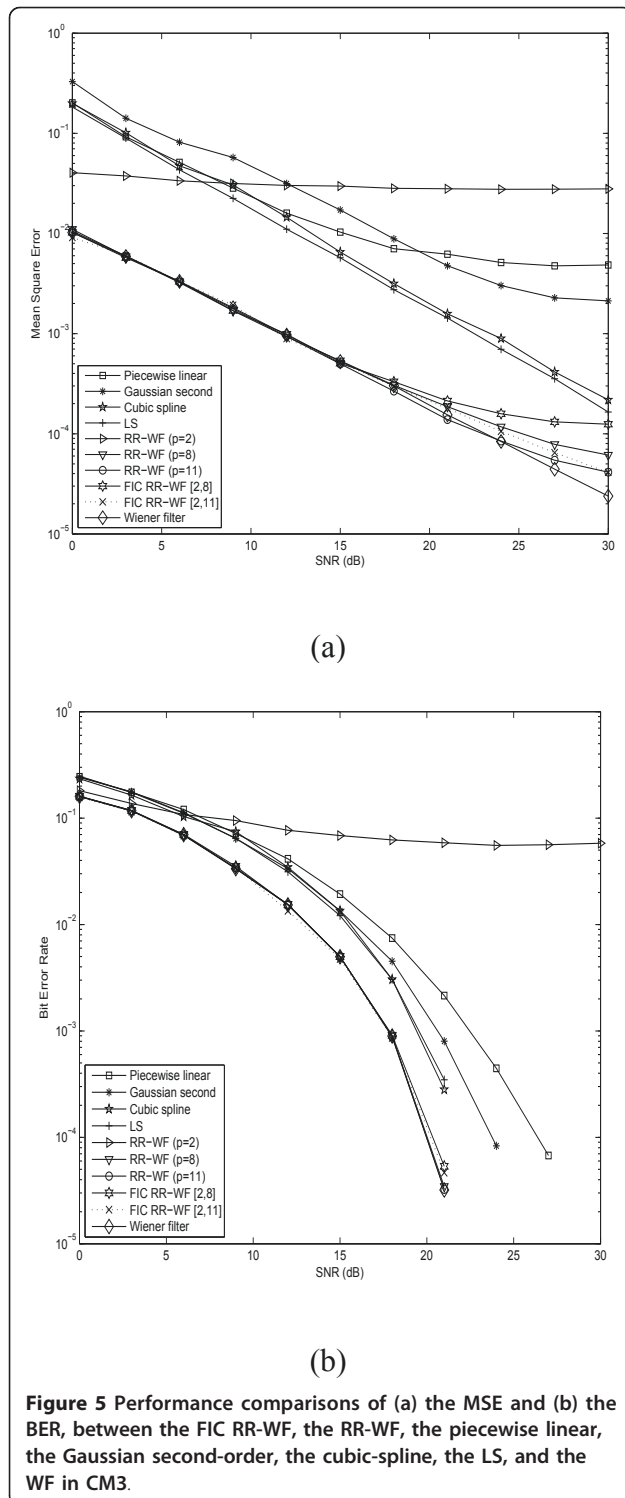 10^0
10^-1
10^-2
10^-3
10^-4
10^-5
Mean Square Error
Piecewise linear
Gaussian second
Cubic spline
LS
RR-WF (p=2)
RR-WF (p=8)
RR-WF (p=11)
FIC RR-WF [2,8]
FIC RR-WF [2,11]
Wiener filter
0 5 10 15 20 25 30
SNR (dB)
(a)
10^0
10^-1
10^-2
10^-3
10^-4
10^-5
Bit Error Rate
Piecewise linear
Gaussian second
Cubic spline
LS
RR-WF (p=2)
RR-WF (p=8)
RR-WF (p=11)
FIC RR-WF [2,8]
FIC RR-WF [2,11]
Wiener filter
0 5 10 15 20 25 30
SNR (dB)
(b)
Figure 5 Performance comparisons of (a) the MSE and (b) the
BER, between the FIC RR-WF, the RR-WF, the piecewise linear,
the Gaussian second-order, the cubic-spline, the LS, and the
WF in CM3.